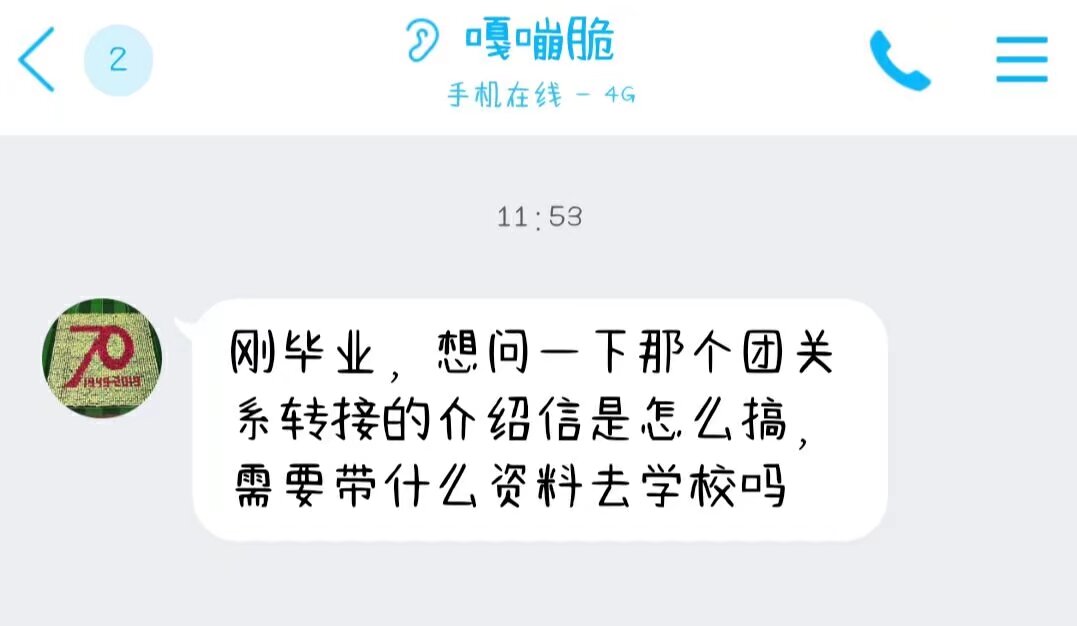 2
嘎嘣脆
手机在线 - 4G
11:53
70
1949-2019
刚毕业，想问一下那个团关
系转接的介绍信是怎么搞，
需要带什么资料去学校吗